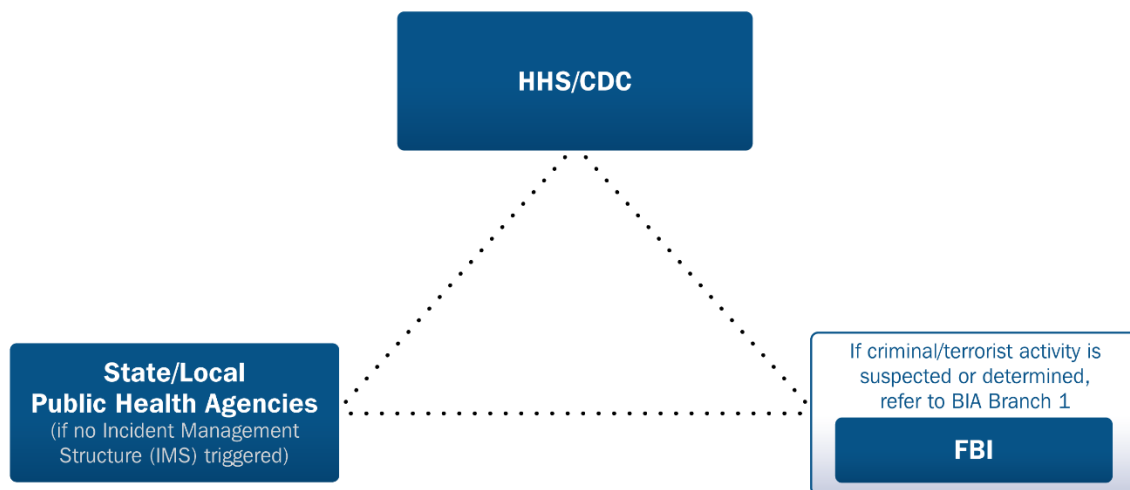 HHS/CDC
State/Local
Public Health Agencies
(if no Incident Management
Structure (IMS) triggered)
If criminal/terrorist activity is
suspected or determined,
refer to BIA Branch 1
FBI